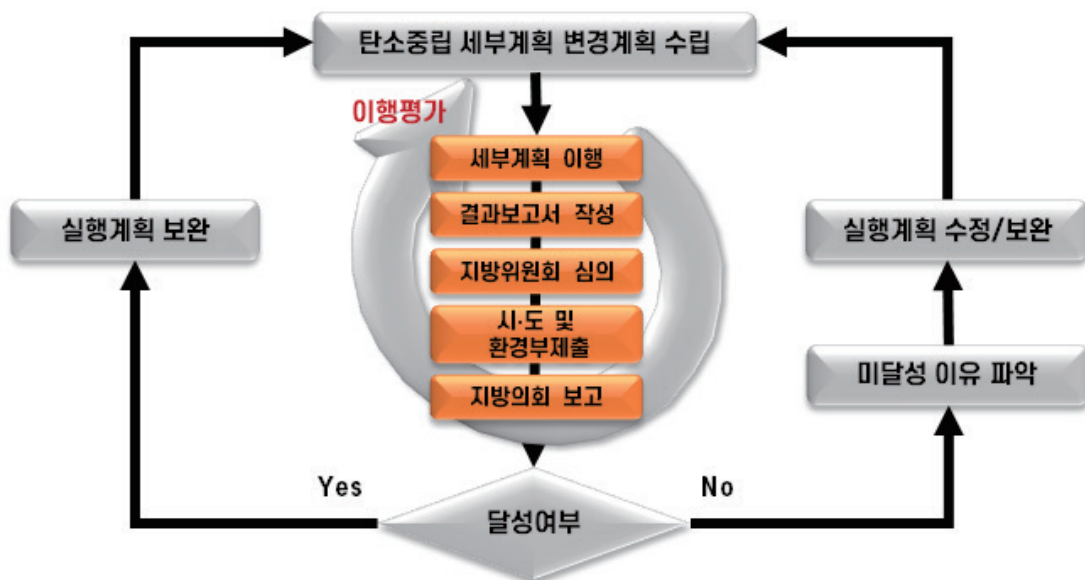 탄소중립 세부계획 변경계획 수립
이행평가
세부계획 이행
결과보고서 작성
지방위원회 심의
시·도 및
환경부제출
지방의회 보고
실행계획 보완
실행계획 수정/보완
미달성 이유 파악
Yes
No
달성여부